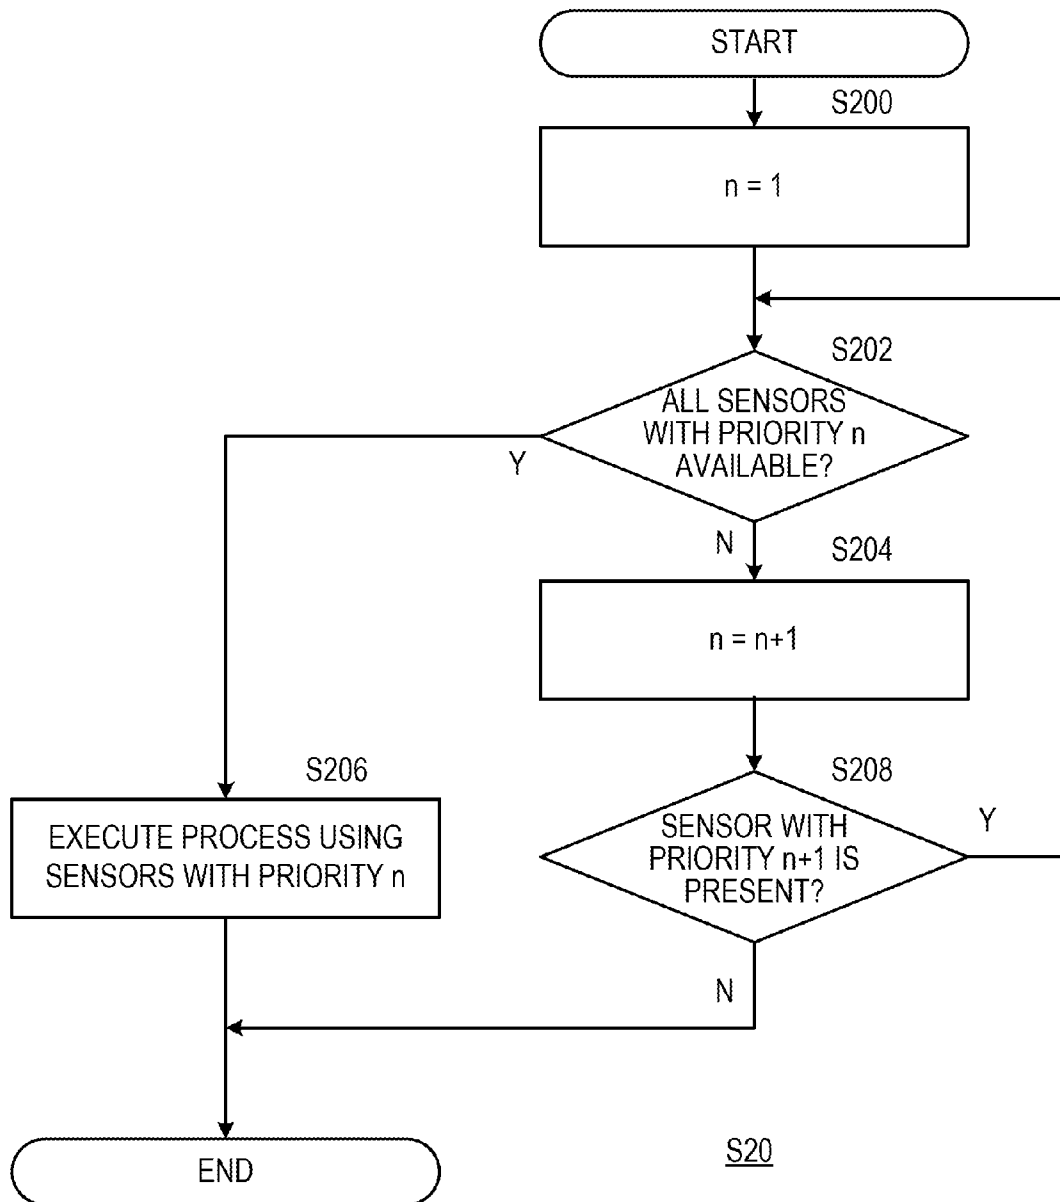 START
S200
n = 1
S202
ALL SENSORS
WITH PRIORITY n
AVAILABLE?
Y
N
S204
n = n+1
S206
EXECUTE PROCESS USING
SENSORS WITH PRIORITY n
S208
SENSOR WITH
PRIORITY n+1 IS
PRESENT?
Y
N
END
S20